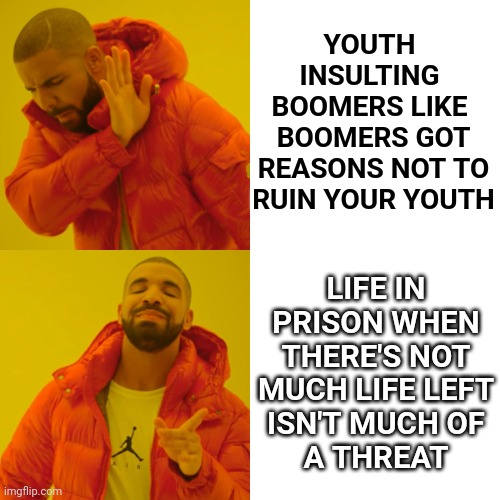 YOUTH
INSULTING
BOOMERS LIKE
BOOMERS GOT
REASONS NOT TO
RUIN YOUR YOUTH
LIFE IN
PRISON WHEN
THERE'S NOT
MUCH LIFE LEFT
ISN'T MUCH OF
A THREAT
AIR
imgflip.com